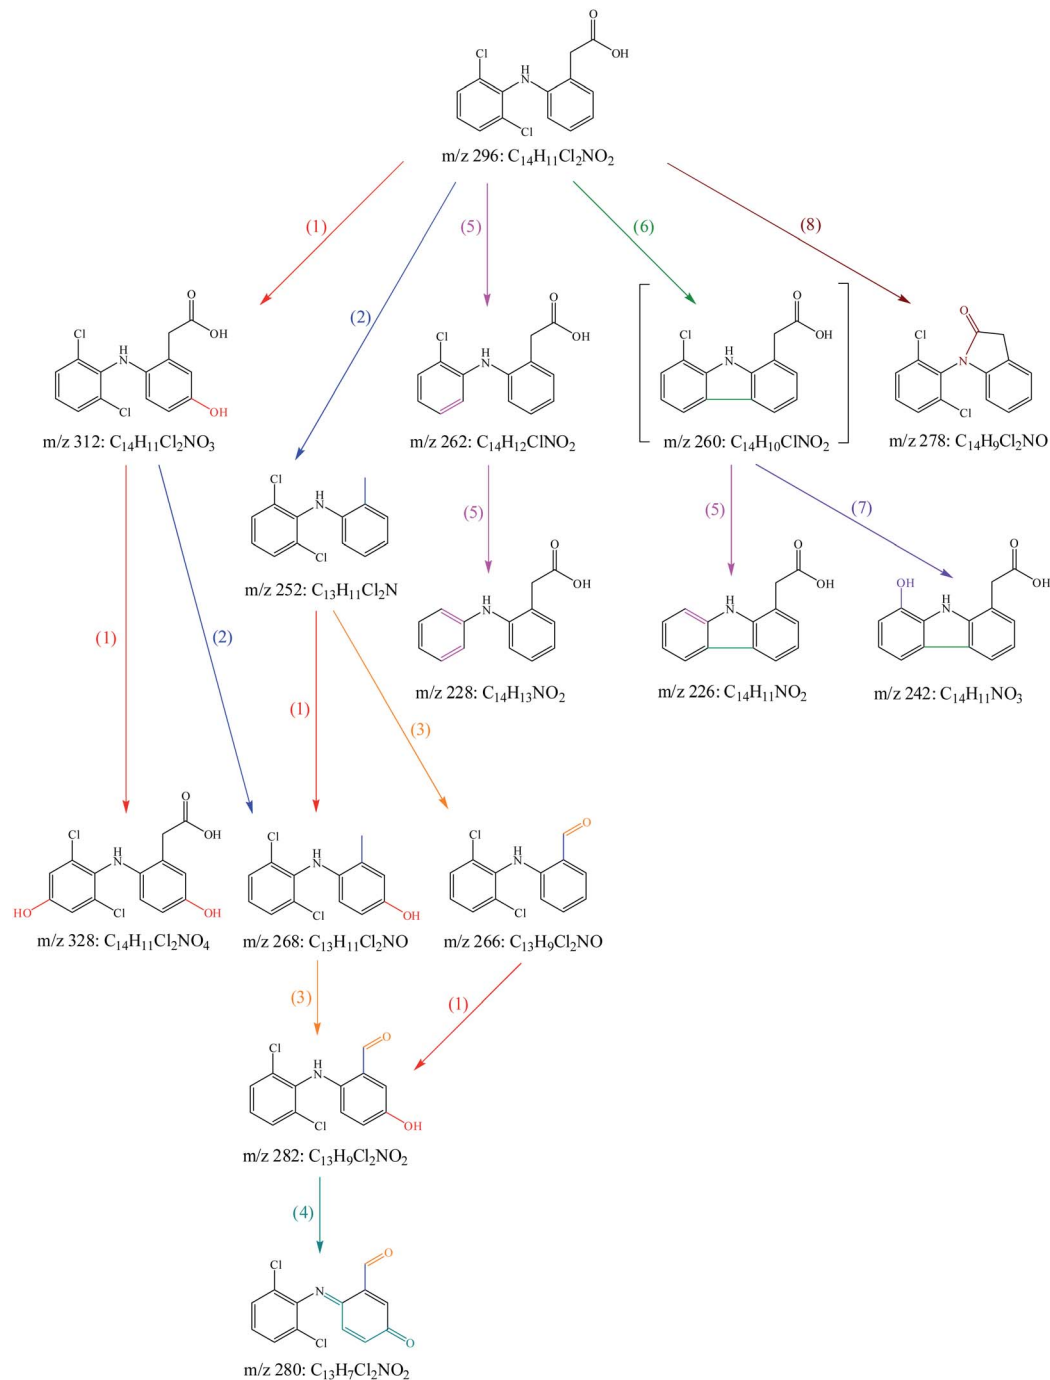 O
OH
Cl
H
N
Cl
m/z 296: C₁₄H₁₁Cl₂NO₂
(1)
(2)
(5)
(6)
(8)
O
OH
Cl
H
N
Cl
OH
m/z 312: C₁₄H₁₁Cl₂NO₃
O
OH
Cl
H
N
m/z 262: C₁₄H₁₂ClNO₂
O
OH
Cl
H
N
m/z 260: C₁₄H₁₀ClNO₂
O
Cl
N
Cl
m/z 278: C₁₄H₉Cl₂NO
Cl
H
N
Cl
m/z 252: C₁₃H₁₁Cl₂N
(5)
(5)
(7)
O
OH
H
N
m/z 228: C₁₄H₁₃NO₂
O
OH
H
N
m/z 226: C₁₄H₁₁NO₂
OH
O
OH
H
N
m/z 242: C₁₄H₁₁NO₃
(1)
(2)
(1)
(3)
O
OH
Cl
H
N
HO
Cl
OH
m/z 328: C₁₄H₁₁Cl₂NO₄
Cl
H
N
Cl
OH
m/z 268: C₁₃H₁₁Cl₂NO
O
Cl
H
N
Cl
m/z 266: C₁₃H₉Cl₂NO
(3)
(1)
O
Cl
H
N
Cl
OH
m/z 282: C₁₃H₉Cl₂NO₂
(4)
O
Cl
N
Cl
O
m/z 280: C₁₃H₇Cl₂NO₂